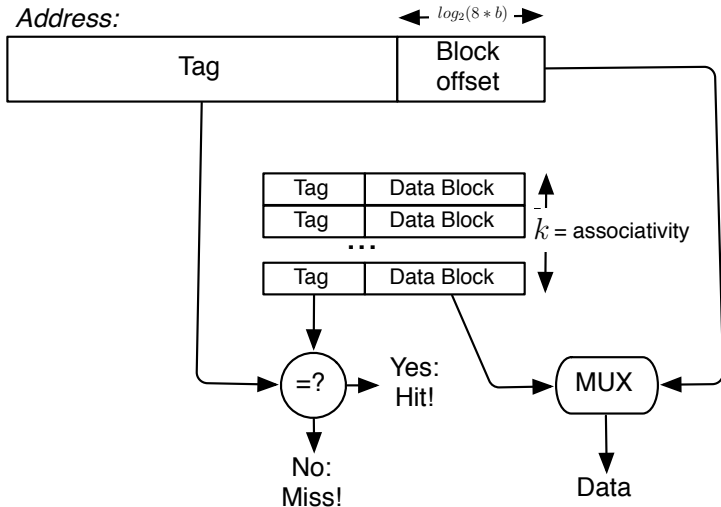 Address:
log₂(8 * b)
Tag
Block
offset
Tag Data Block
Tag Data Block
...
Tag Data Block
k̄ = associativity
=?
Yes:
Hit!
MUX
No:
Miss!
Data